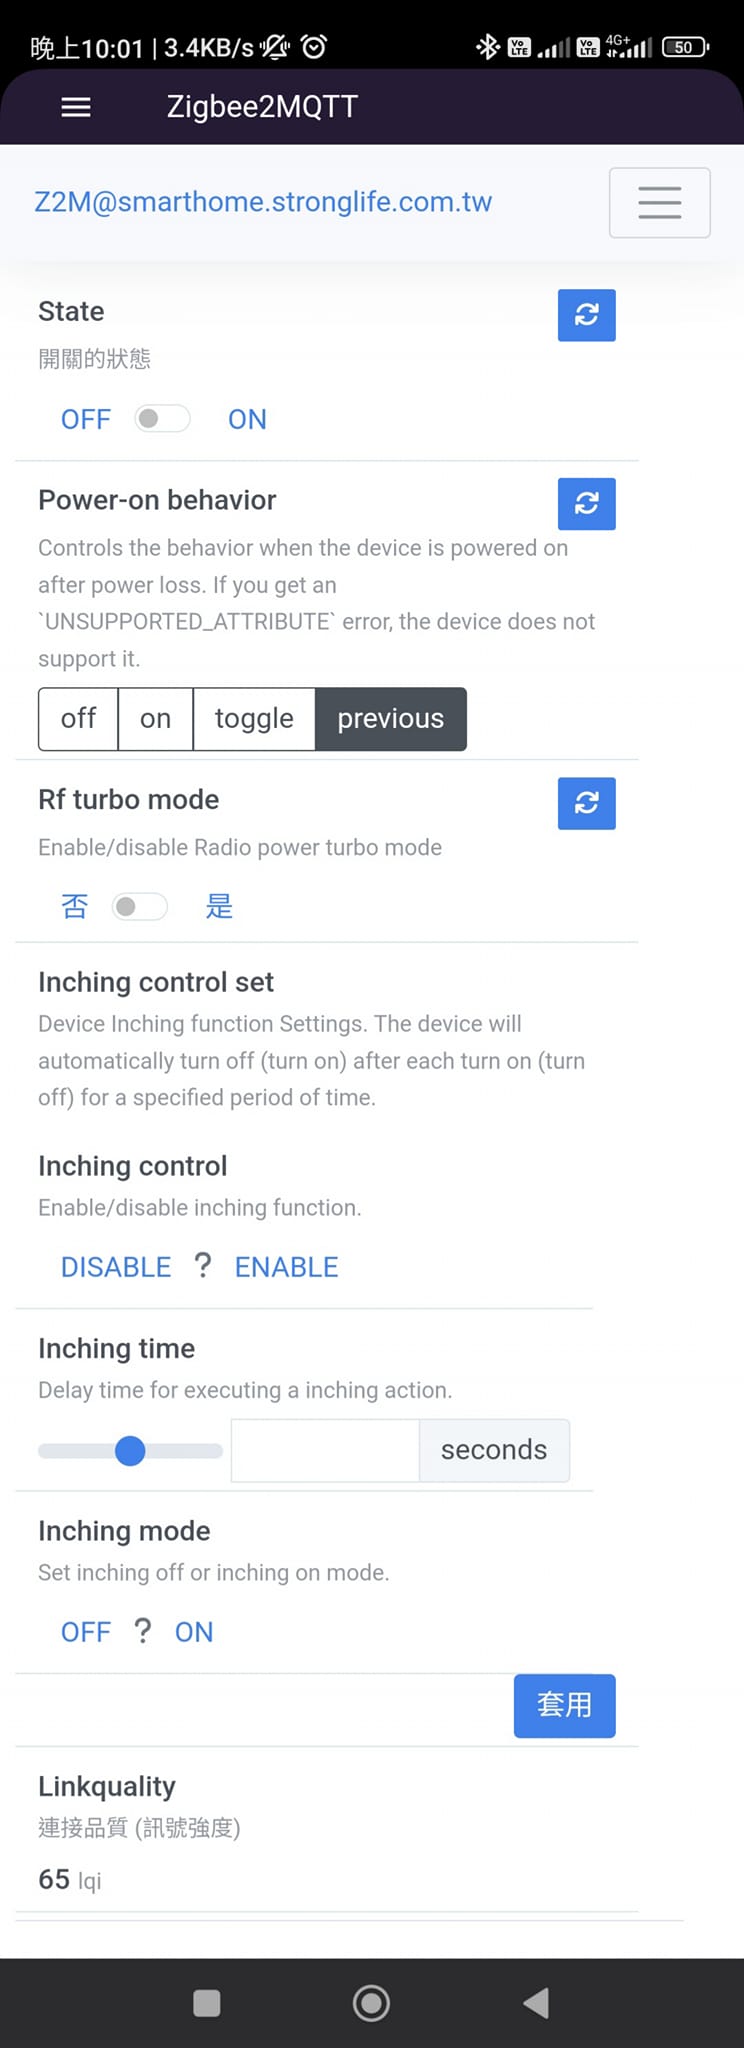 晚上10:01 | 3.4KB/s
Vo LTE Vo LTE 4G+ 50
Zigbee2MQTT
Z2M@smarthome.stronglife.com.tw
State
開關的狀態
OFF ON
Power-on behavior
Controls the behavior when the device is powered on
after power loss. If you get an
`UNSUPPORTED_ATTRIBUTE` error, the device does not
support it.
off on toggle previous
Rf turbo mode
Enable/disable Radio power turbo mode
否 是
Inching control set
Device Inching function Settings. The device will
automatically turn off (turn on) after each turn on (turn
off) for a specified period of time.
Inching control
Enable/disable inching function.
DISABLE ? ENABLE
Inching time
Delay time for executing a inching action.
seconds
Inching mode
Set inching off or inching on mode.
OFF ? ON
套用
Linkquality
連接品質 (訊號強度)
65 lqi